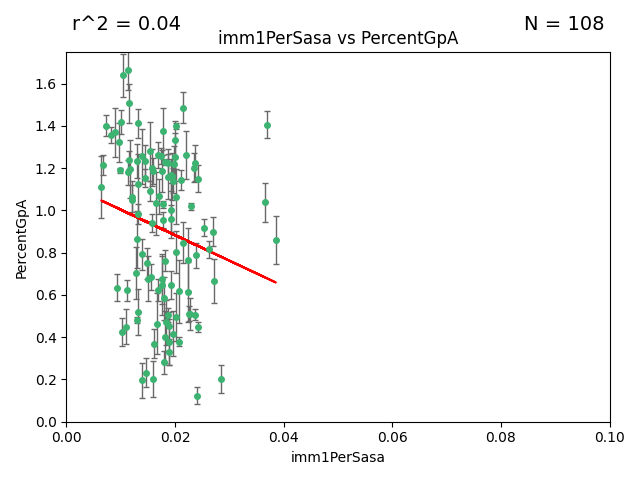 r^2 = 0.04
N = 108
imm1PerSasa vs PercentGpA
PercentGpA
1.6
1.4
1.2
1.0
0.8
0.6
0.4
0.2
0.0
0.00 0.02 0.04 0.06 0.08 0.10
imm1PerSasa